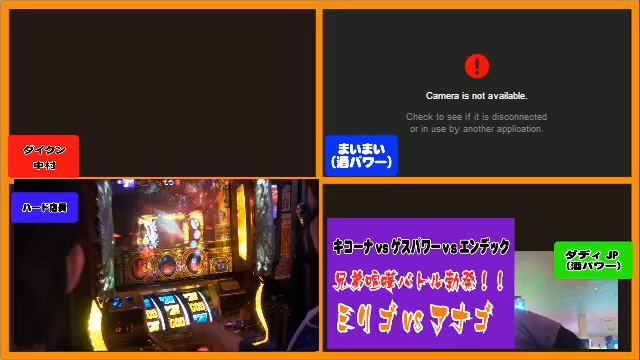 ダイクン
中村
Camera is not available.
Check to see if it is disconnected
or in use by another application.
まいまい
（酒パワー）
ハード店員
キコーナ vs ゲスパワー vs エンデック
兄弟喧嘩バトル勃発！！
ミリゴ vs アナゴ
ダディ JP
（酒パワー）